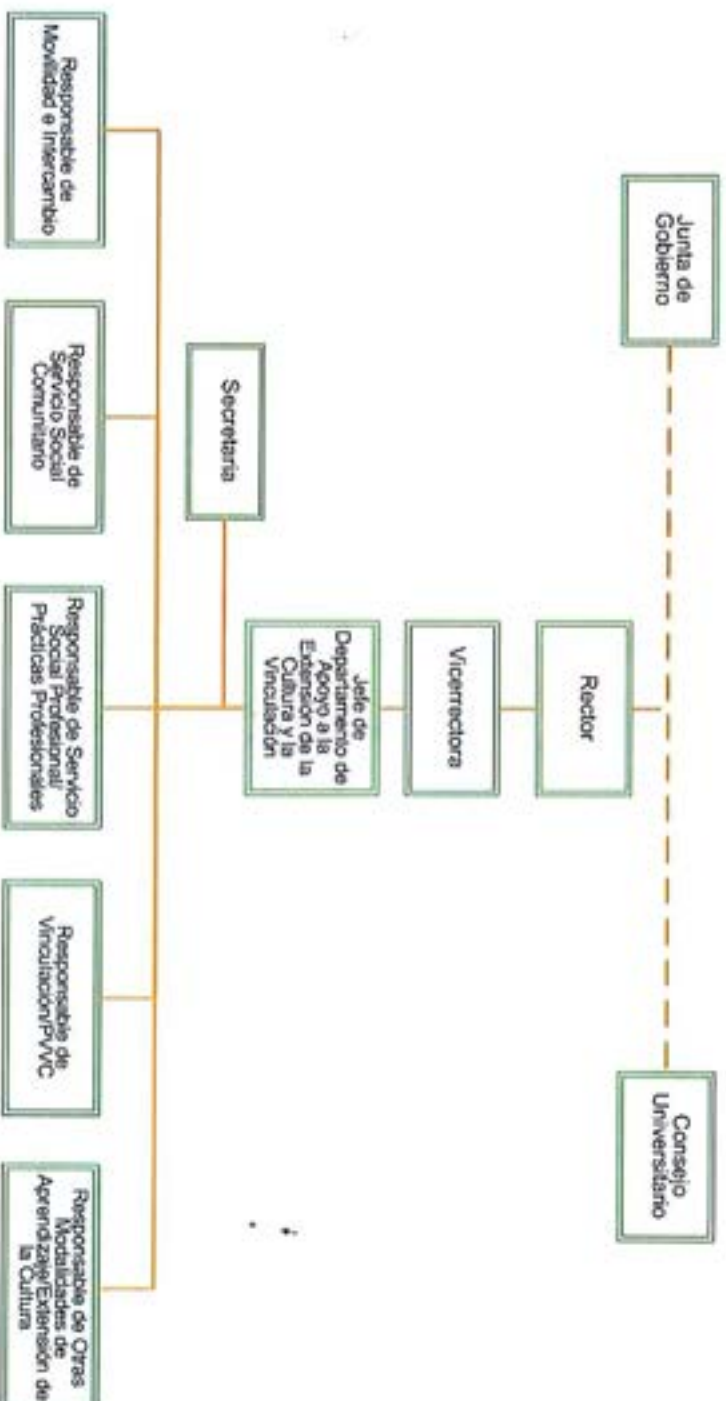 Junta de
Gobierno
Consejo
Universitario
Rector
Vicerrectora
Jefe de
Departamento de
Apoyo a la
Extensión de la
Cultura y la
Vinculación
Secretaria
Responsable de
Movilidad e Intercambio
Responsable de
Servicio Social
Comunitario
Responsable de Servicio
Social Profesional/
Prácticas Profesionales
Responsable de
Vinculación/PVVC
Responsable de Otras
Modalidades de
Aprendizaje/Extensión de
la Cultura